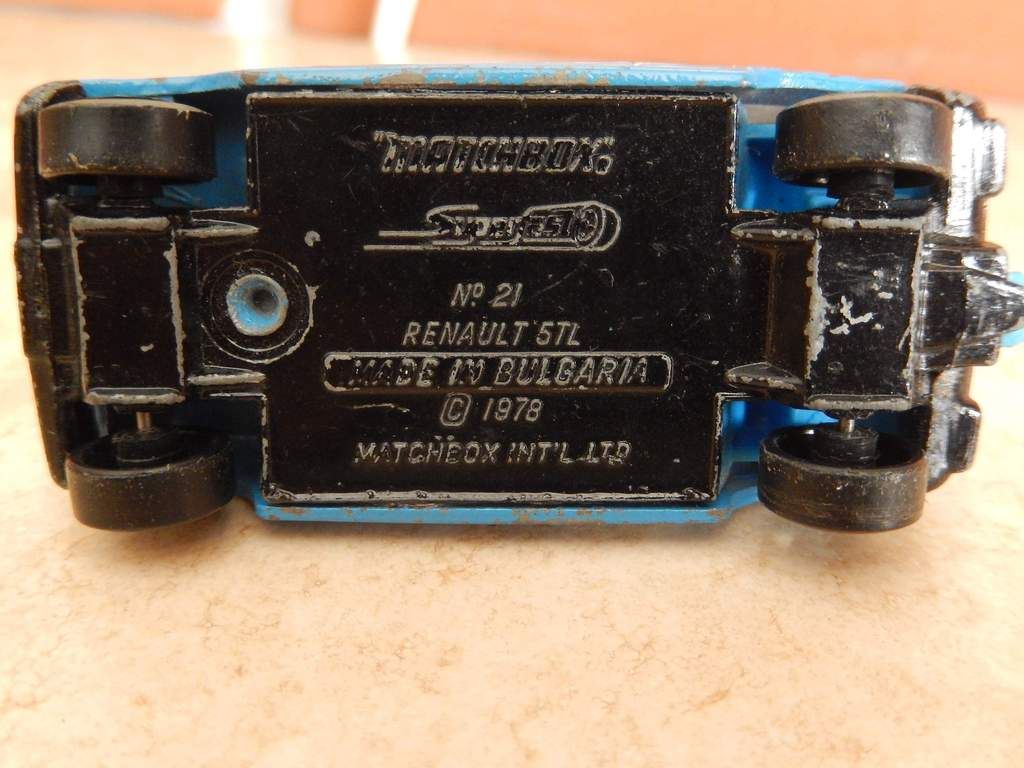 "MATCHBOX"
SUPERFAST
Nº 21
RENAULT 5TL
MADE IN BULGARIA
© 1978
MATCHBOX INT'L LTD